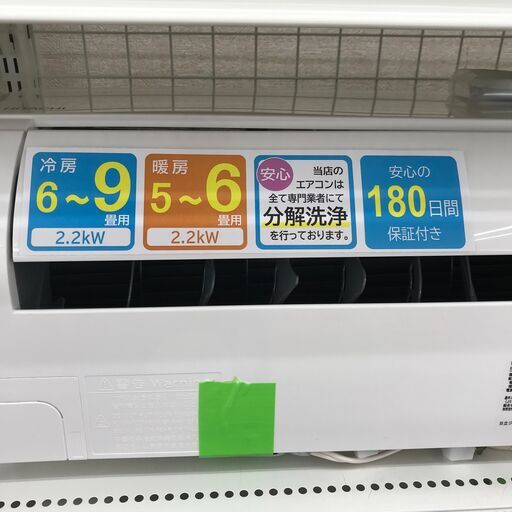 冷房
6～9
畳用
2.2kW
暖房
5～6
畳用
2.2kW
安心
当店の
エアコンは
全て専門業者にて
分解洗浄
を行っております。
安心の
180日間
保証付き
警告 Warning